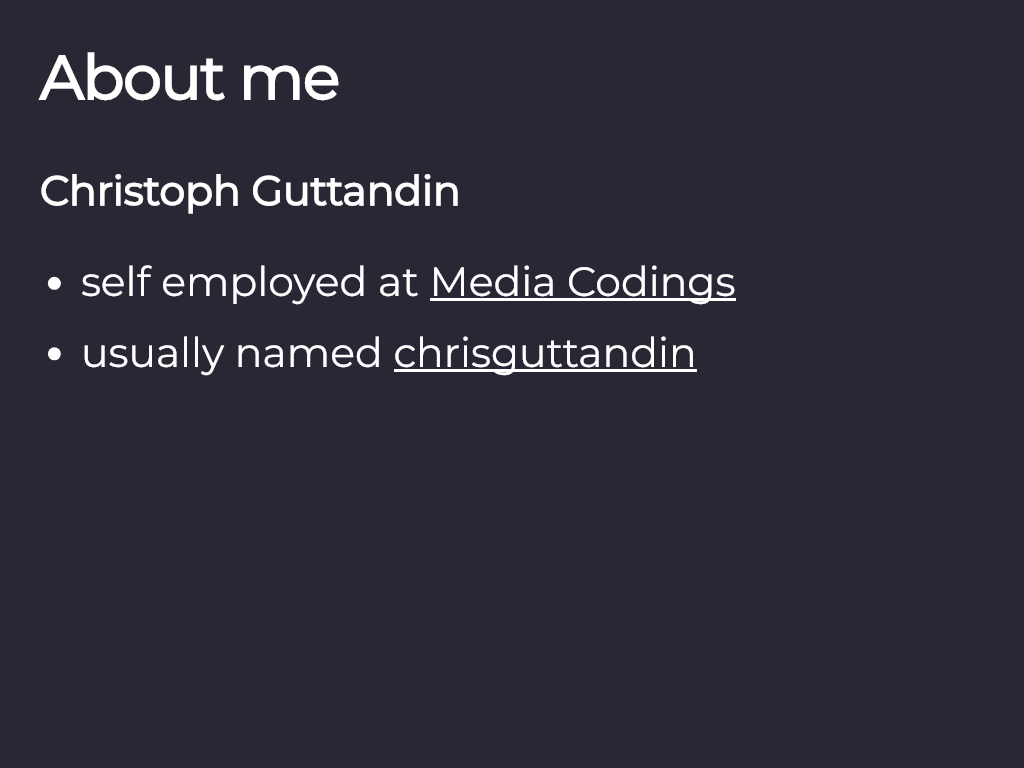 About me
Christoph Guttandin
• self employed at Media Codings
• usually named chrisguttandin